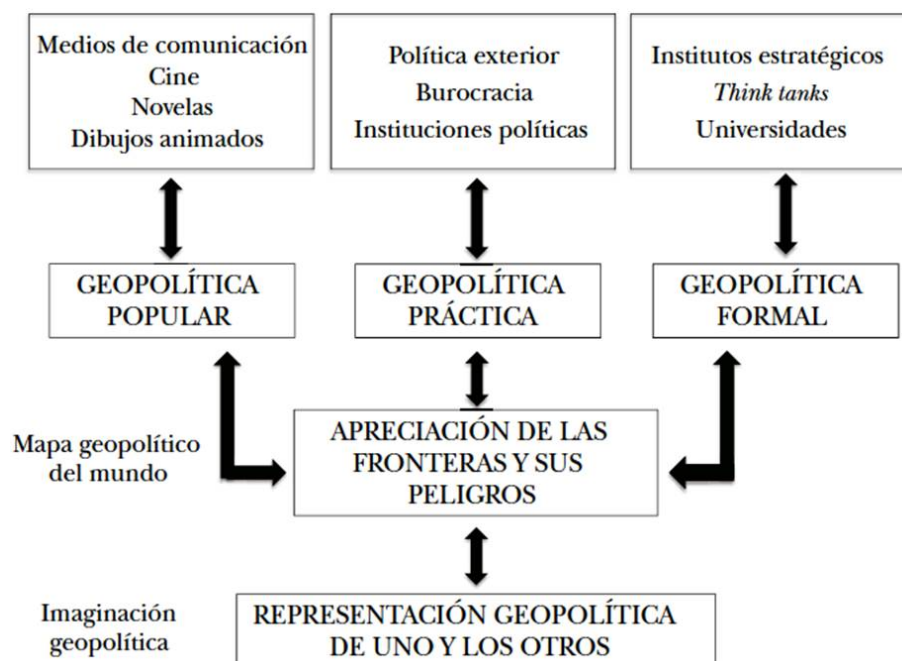 Medios de comunicación
Cine
Novelas
Dibujos animados
Política exterior
Burocracia
Instituciones políticas
Institutos estratégicos
Think tanks
Universidades
GEOPOLÍTICA
POPULAR
GEOPOLÍTICA
PRÁCTICA
GEOPOLÍTICA
FORMAL
Mapa geopolítico
del mundo
APRECIACIÓN DE LAS
FRONTERAS Y SUS
PELIGROS
Imaginación
geopolítica
REPRESENTACIÓN GEOPOLÍTICA
DE UNO Y LOS OTROS